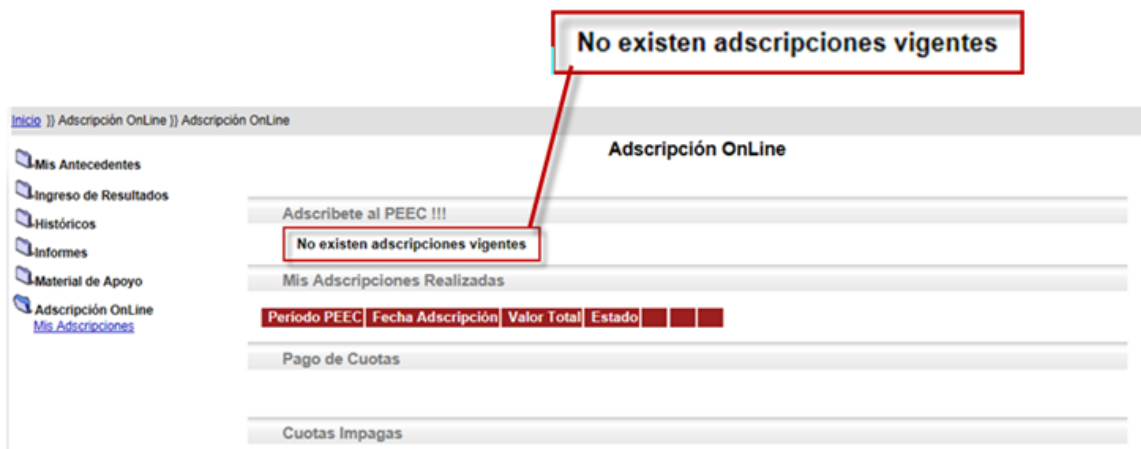 No existen adscripciones vigentes
Inicio )) Adscripción OnLine )) Adscripción OnLine
Adscripción OnLine
Mis Antecedentes
Ingreso de Resultados
Históricos
Informes
Material de Apoyo
Adscripción OnLine
Mis Adscripciones
Adscribete al PEEC !!!
No existen adscripciones vigentes
Mis Adscripciones Realizadas
Período PEEC Fecha Adscripción Valor Total Estado
Pago de Cuotas
Cuotas Impagas